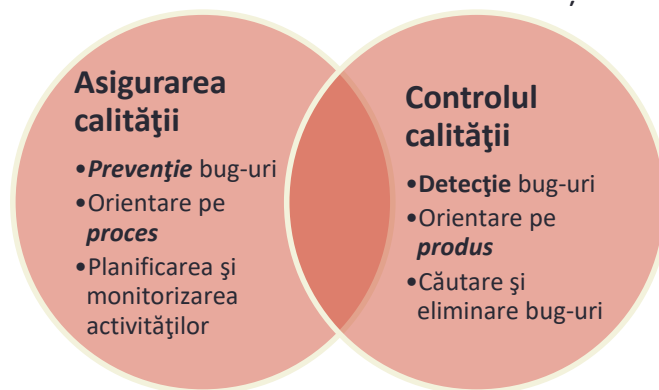 Asigurarea
calităţii
•Prevenţie bug-uri
•Orientare pe
proces
•Planificarea şi
monitorizarea
activităţilor
Controlul
calităţii
•Detecţie bug-uri
•Orientare pe
produs
•Căutare şi
eliminare bug-uri